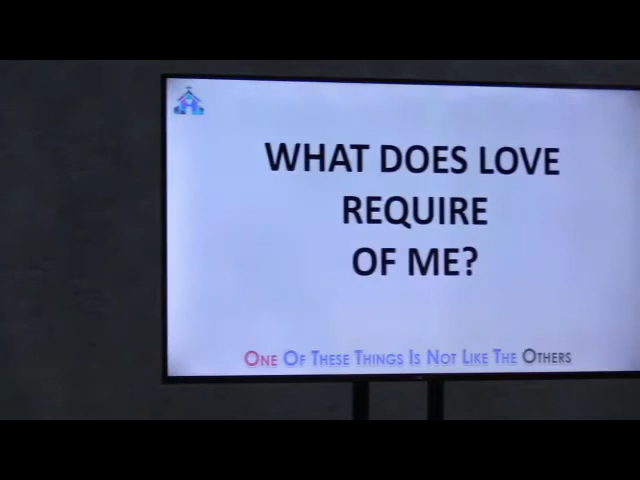 WHAT DOES LOVE
REQUIRE
OF ME?
ONE OF THESE THINGS IS NOT LIKE THE OTHERS